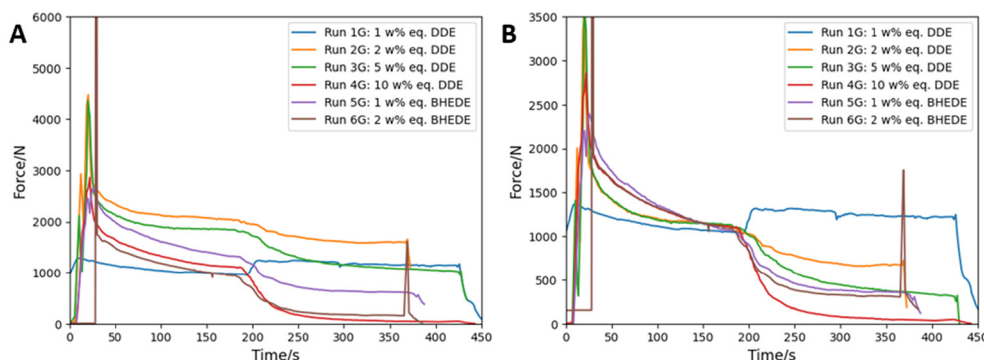 A
6000
5000
4000
3000
2000
1000
0
Force/N
0 50 100 150 200 250 300 350 400 450
Time/s
Run 1G: 1 w% eq. DDE
Run 2G: 2 w% eq. DDE
Run 3G: 5 w% eq. DDE
Run 4G: 10 w% eq. DDE
Run 5G: 1 w% eq. BHEDE
Run 6G: 2 w% eq. BHEDE
B
3500
3000
2500
2000
1500
1000
500
0
Force/N
0 50 100 150 200 250 300 350 400 450
Time/s
Run 1G: 1 w% eq. DDE
Run 2G: 2 w% eq. DDE
Run 3G: 5 w% eq. DDE
Run 4G: 10 w% eq. DDE
Run 5G: 1 w% eq. BHEDE
Run 6G: 2 w% eq. BHEDE